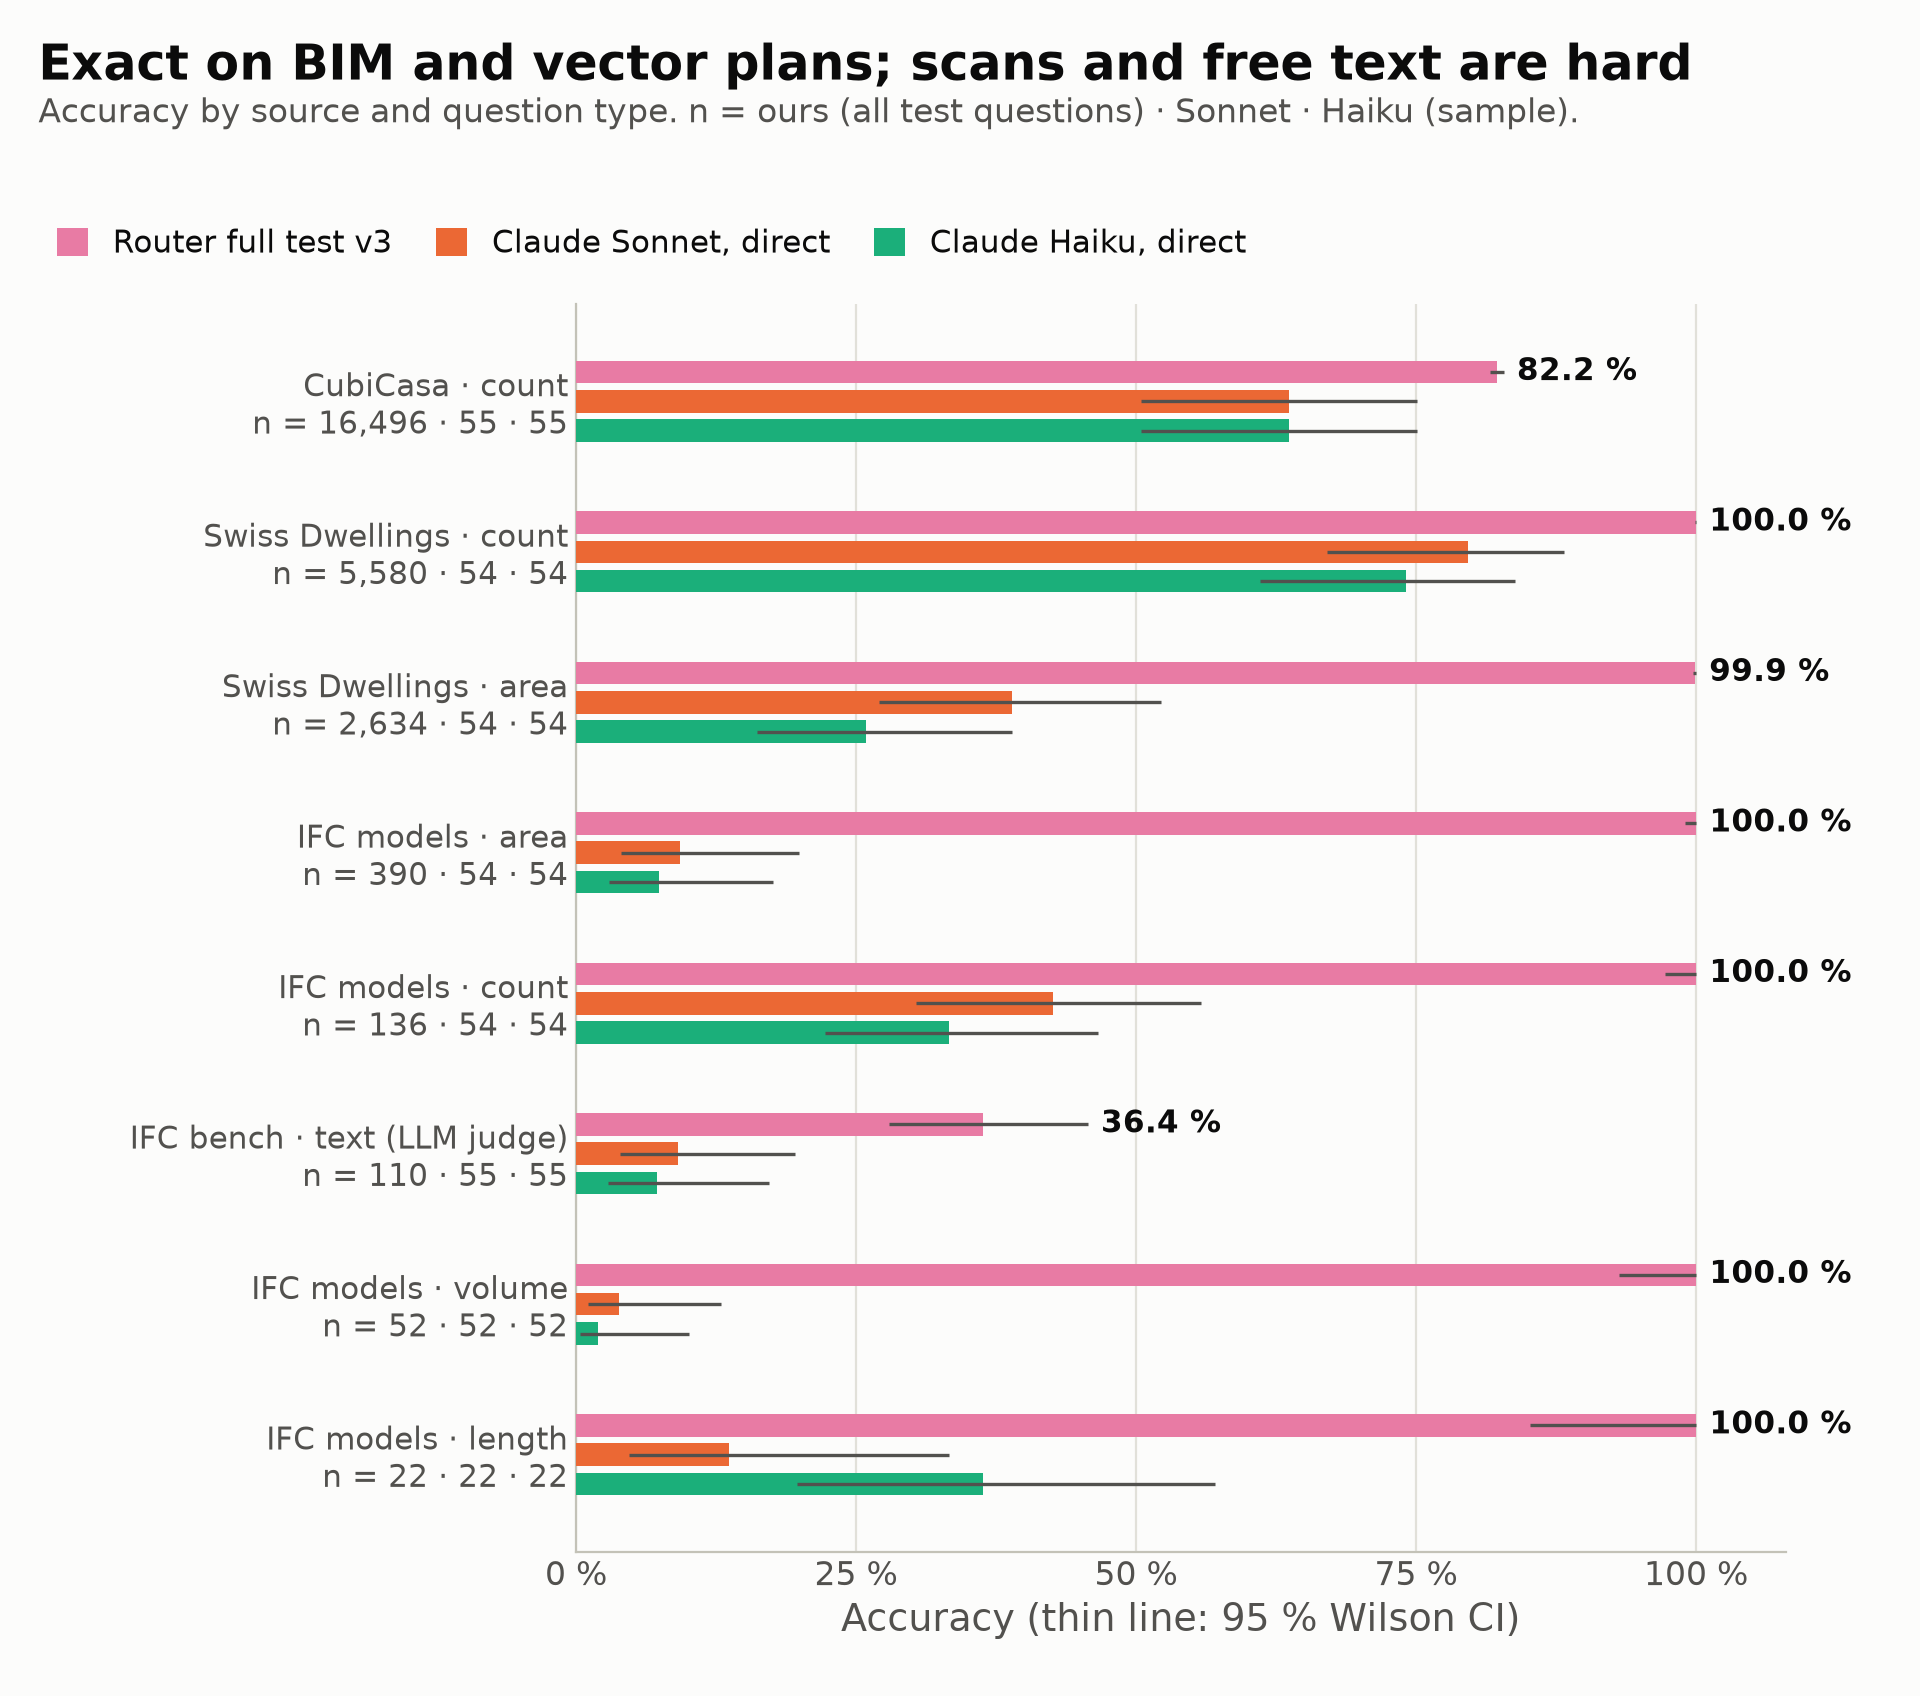 Exact on BIM and vector plans; scans and free text are hard
Accuracy by source and question type. n = ours (all test questions) · Sonnet · Haiku (sample).
Router full test v3
Claude Sonnet, direct
Claude Haiku, direct
CubiCasa · count
n = 16,496 · 55 · 55
82.2 %
Swiss Dwellings · count
n = 5,580 · 54 · 54
100.0 %
Swiss Dwellings · area
n = 2,634 · 54 · 54
99.9 %
IFC models · area
n = 390 · 54 · 54
100.0 %
IFC models · count
n = 136 · 54 · 54
100.0 %
IFC bench · text (LLM judge)
n = 110 · 55 · 55
36.4 %
IFC models · volume
n = 52 · 52 · 52
100.0 %
IFC models · length
n = 22 · 22 · 22
100.0 %
0 % 25 % 50 % 75 % 100 %
Accuracy (thin line: 95 % Wilson CI)